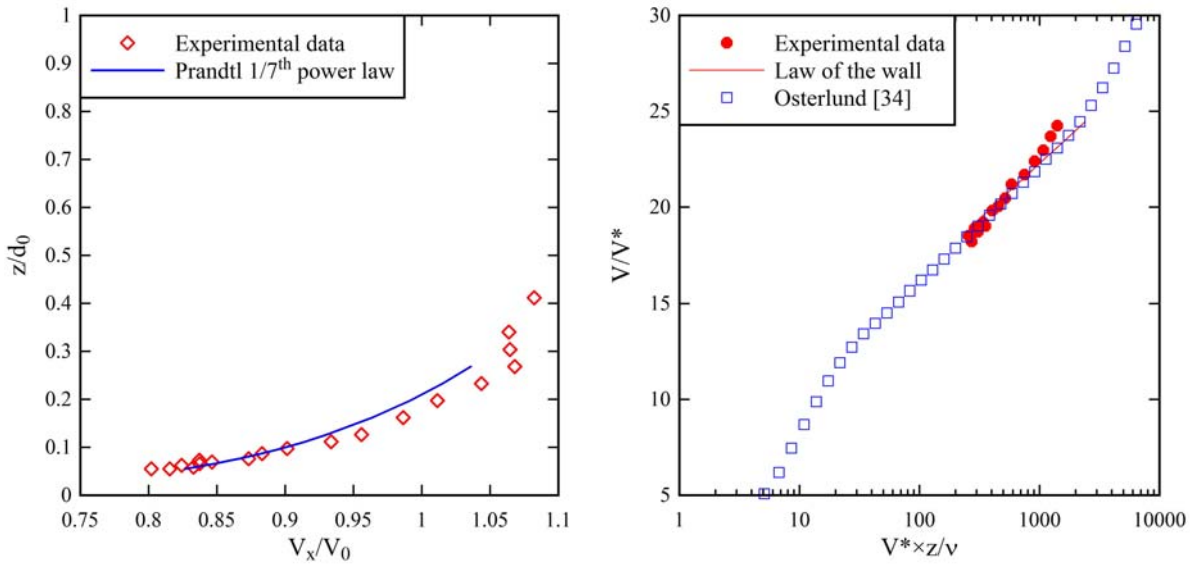 1
0.9
0.8
0.7
0.6
0.5
0.4
0.3
0.2
0.1
0
z/d₀
Experimental data
Prandtl 1/7ᵗʰ power law
0.75 0.8 0.85 0.9 0.95 1 1.05 1.1
Vₓ/V₀
30
25
20
15
10
5
V/V*
Experimental data
Law of the wall
Osterlund [34]
1 10 100 1000 10000
V*×z/ν